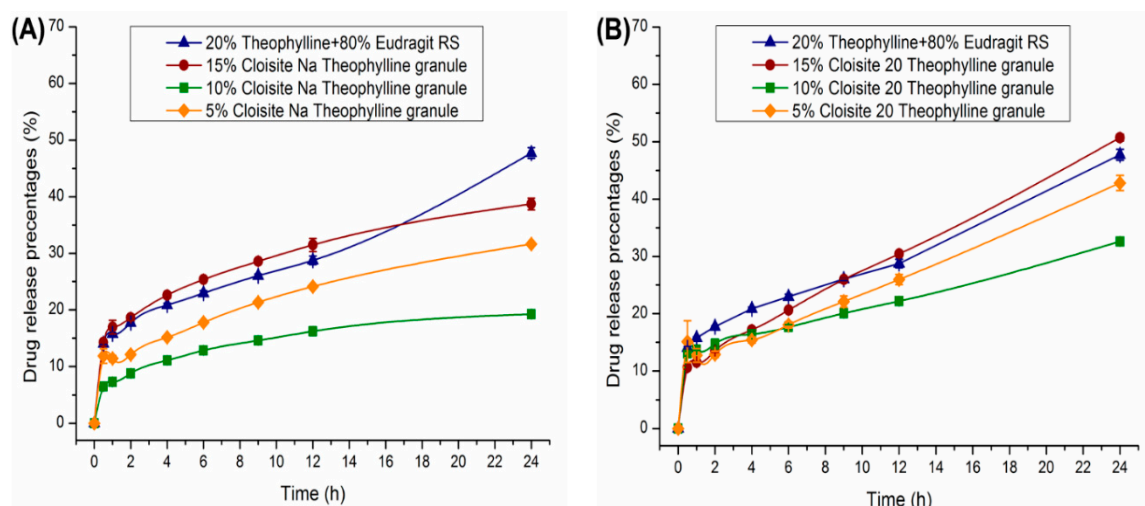 (A)
20% Theophylline+80% Eudragit RS
15% Cloisite Na Theophylline granule
10% Cloisite Na Theophylline granule
5% Cloisite Na Theophylline granule
Drug release precentages (%)
70
60
50
40
30
20
10
0
0 2 4 6 8 10 12 14 16 18 20 22 24
Time (h)
(B)
20% Theophylline+80% Eudragit RS
15% Cloisite 20 Theophylline granule
10% Cloisite 20 Theophylline granule
5% Cloisite 20 Theophylline granule
Drug release precentages (%)
70
60
50
40
30
20
10
0
0 2 4 6 8 10 12 14 16 18 20 22 24
Time (h)